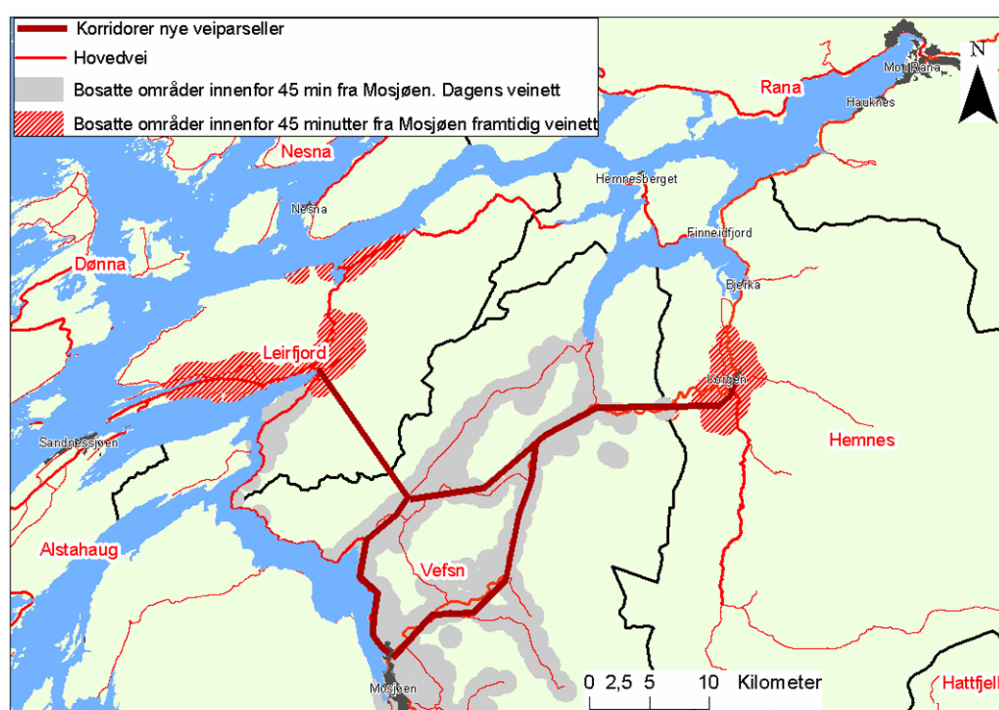 Korridorer nye veiparseller
Hovedvei
Bosatte områder innenfor 45 min fra Mosjøen. Dagens veinett
Bosatte områder innenfor 45 minutter fra Mosjøen framtidig veinett
N
Mo i Rana
Rana
Hauknes
Nesna
Hemnesberget
Nesna
Finneidfjord
Dønna
Bjerka
Leirfjord
Korgen
Sandnessjøen
Hemnes
Alstahaug
Vefsn
Mosjøen
0 2,5 5 10 Kilometer
Hattfjell